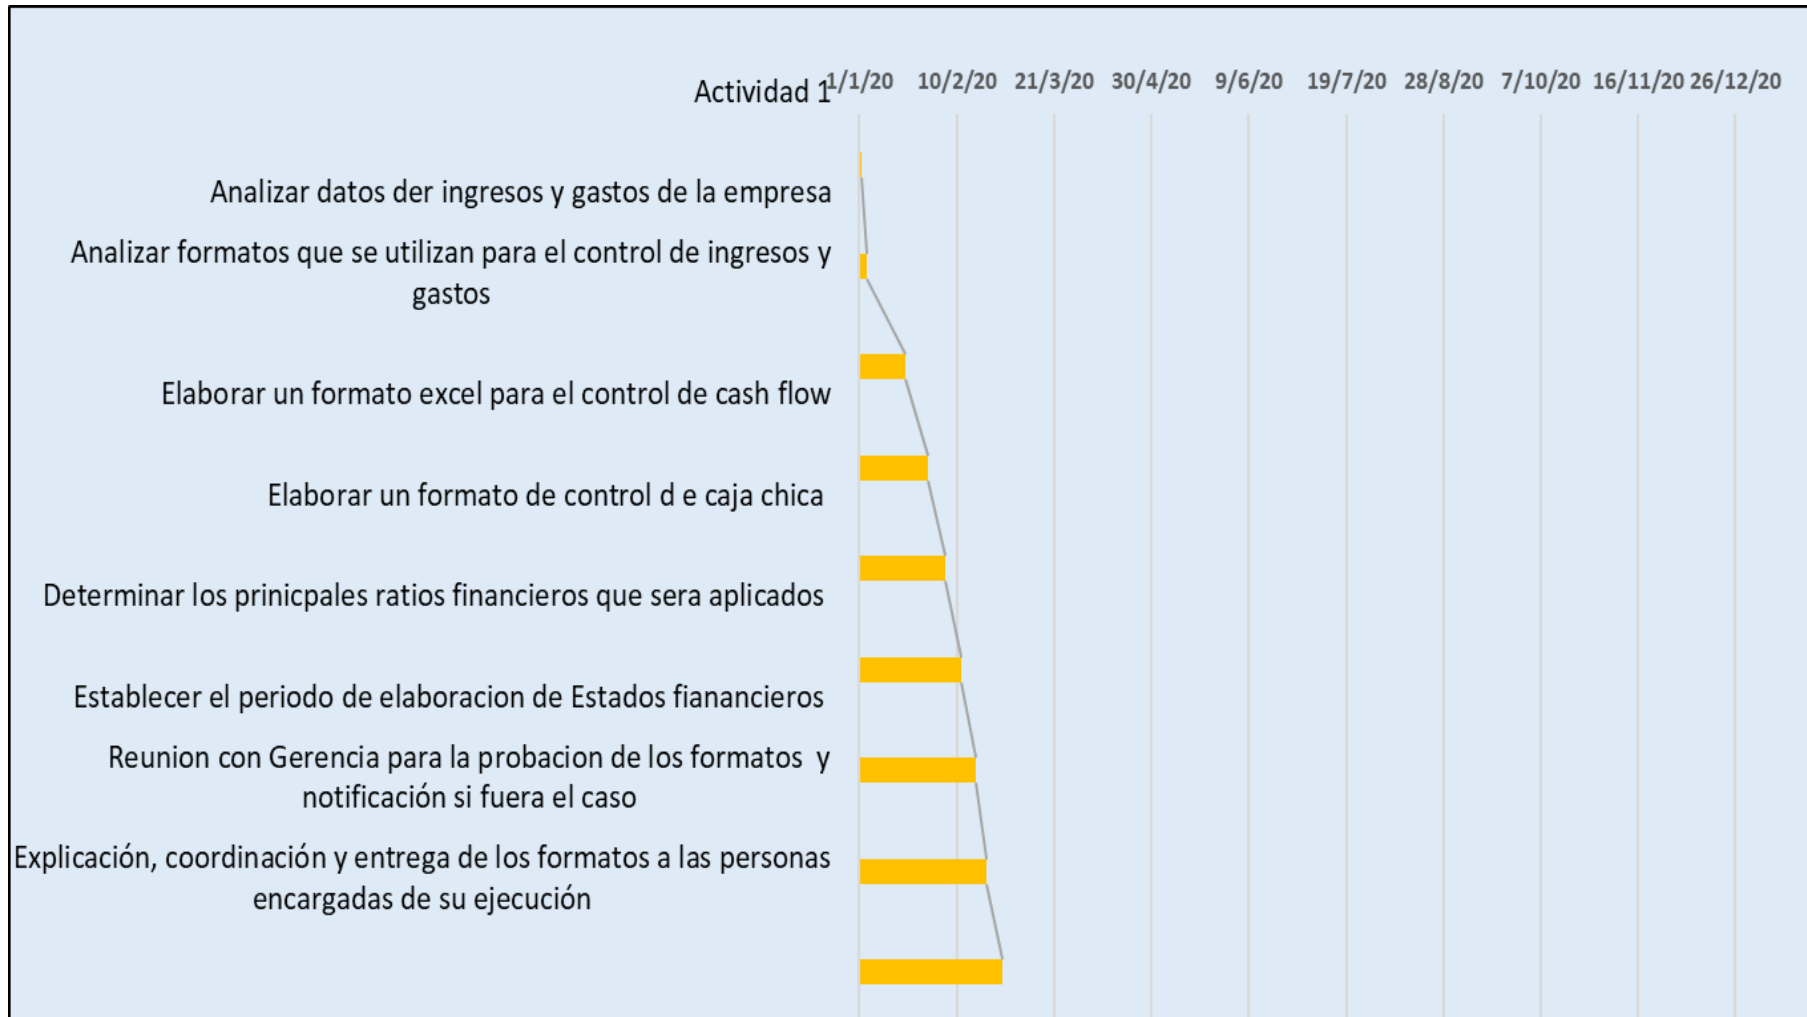 Actividad 1
1/1/20 10/2/20 21/3/20 30/4/20 9/6/20 19/7/20 28/8/20 7/10/20 16/11/20 26/12/20
Analizar datos der ingresos y gastos de la empresa
Analizar formatos que se utilizan para el control de ingresos y
gastos
Elaborar un formato excel para el control de cash flow
Elaborar un formato de control d e caja chica
Determinar los prinicpales ratios financieros que sera aplicados
Establecer el periodo de elaboracion de Estados fianancieros
Reunion con Gerencia para la probacion de los formatos y
notificación si fuera el caso
Explicación, coordinación y entrega de los formatos a las personas
encargadas de su ejecución